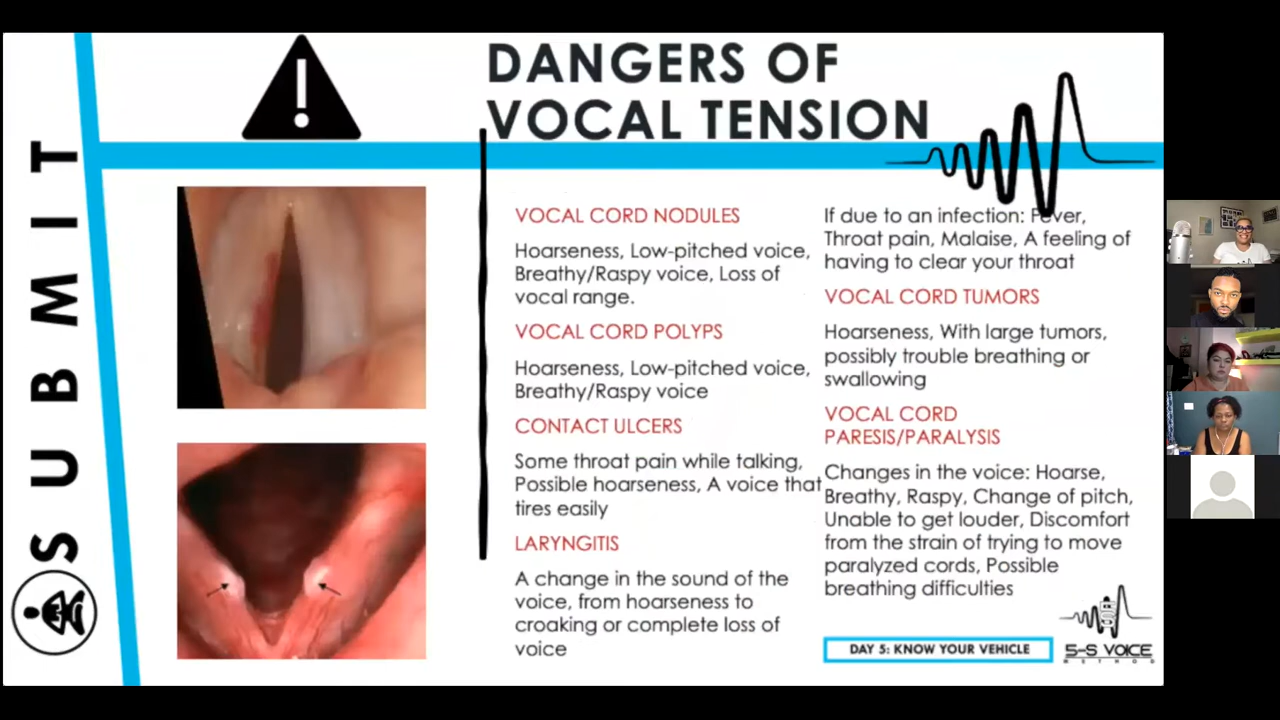 SUBMIT
DANGERS OF
VOCAL TENSION
VOCAL CORD NODULES
Hoarseness, Low-pitched voice,
Breathy/Raspy voice, Loss of
vocal range.
VOCAL CORD POLYPS
Hoarseness, Low-pitched voice,
Breathy/Raspy voice
CONTACT ULCERS
Some throat pain while talking,
Possible hoarseness, A voice that
tires easily
LARYNGITIS
A change in the sound of the
voice, from hoarseness to
croaking or complete loss of
voice
If due to an infection: Fever,
Throat pain, Malaise, A feeling of
having to clear your throat
VOCAL CORD TUMORS
Hoarseness, With large tumors,
possibly trouble breathing or
swallowing
VOCAL CORD
PARESIS/PARALYSIS
Changes in the voice: Hoarse,
Breathy, Raspy, Change of pitch,
Unable to get louder, Discomfort
from the strain of trying to move
paralyzed cords, Possible
breathing difficulties
DAY 5: KNOW YOUR VEHICLE
5-S VOICE
METHOD